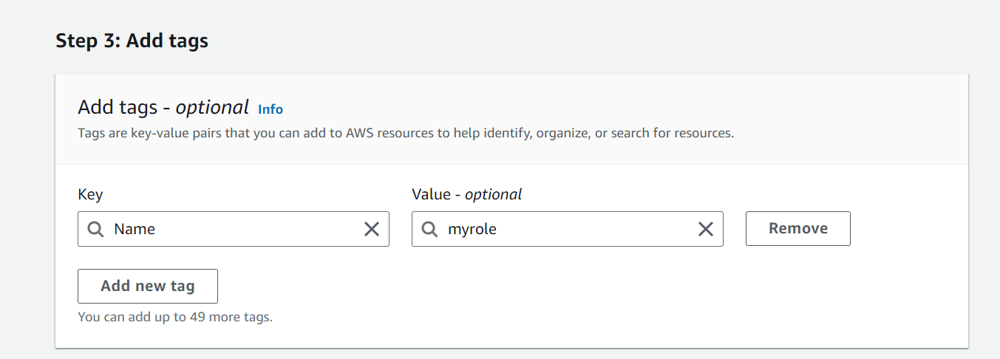 Step 3: Add tags
Add tags - optional Info
Tags are key-value pairs that you can add to AWS resources to help identify, organize, or search for resources.
Key
Value - optional
Name
myrole
Remove
Add new tag
You can add up to 49 more tags.